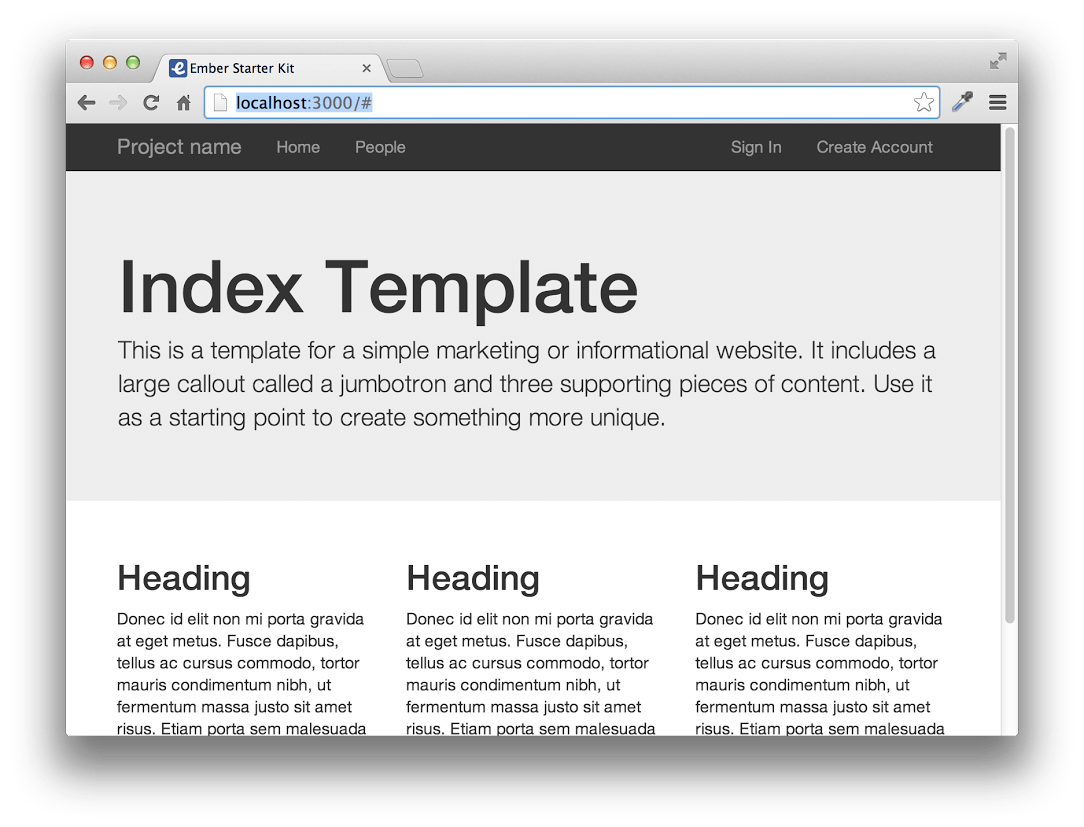 Ember Starter Kit
localhost:3000/#
Project name Home People Sign In Create Account
Index Template
This is a template for a simple marketing or informational website. It includes a
large callout called a jumbotron and three supporting pieces of content. Use it
as a starting point to create something more unique.
Heading
Donec id elit non mi porta gravida
at eget metus. Fusce dapibus,
tellus ac cursus commodo, tortor
mauris condimentum nibh, ut
fermentum massa justo sit amet
risus. Etiam porta sem malesuada
Heading
Donec id elit non mi porta gravida
at eget metus. Fusce dapibus,
tellus ac cursus commodo, tortor
mauris condimentum nibh, ut
fermentum massa justo sit amet
risus. Etiam porta sem malesuada
Heading
Donec id elit non mi porta gravida
at eget metus. Fusce dapibus,
tellus ac cursus commodo, tortor
mauris condimentum nibh, ut
fermentum massa justo sit amet
risus. Etiam porta sem malesuada